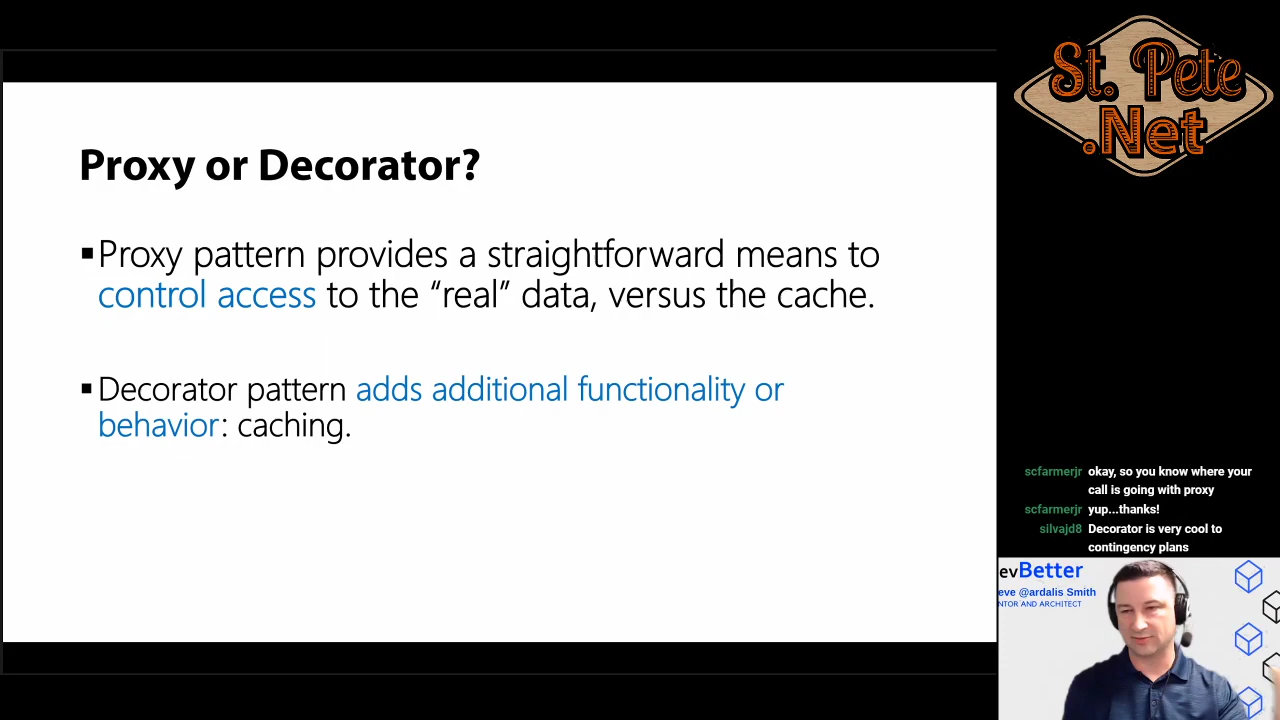 St. Pete
.Net
Proxy or Decorator?
▪Proxy pattern provides a straightforward means to
control access to the “real” data, versus the cache.
▪Decorator pattern adds additional functionality or
behavior: caching.
scfarmerjr okay, so you know where your
call is going with proxy
scfarmerjr yup...thanks!
silvajd8 Decorator is very cool to
contingency plans
evBetter
eve @ardalis Smith
NTOR AND ARCHITECT